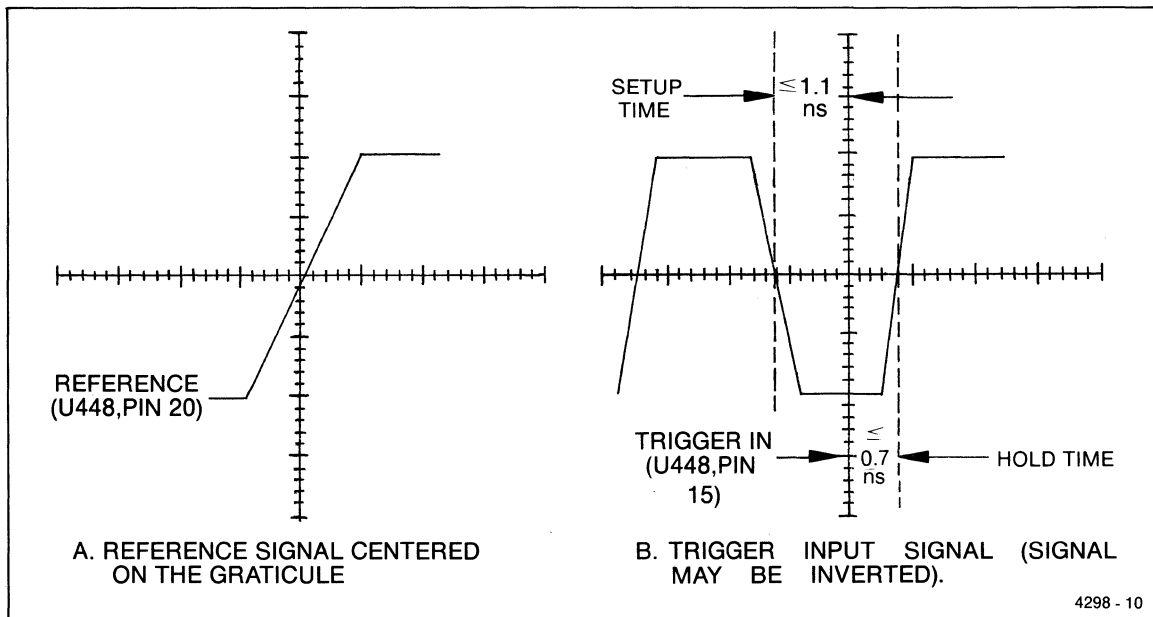 REFERENCE
(U448,PIN 20)
A. REFERENCE SIGNAL CENTERED
ON THE GRATICULE
SETUP
TIME
≤1.1
ns
TRIGGER IN
(U448,PIN
15)
≤
0.7
ns
HOLD TIME
B. TRIGGER INPUT SIGNAL (SIGNAL
MAY BE INVERTED).
4298 - 10